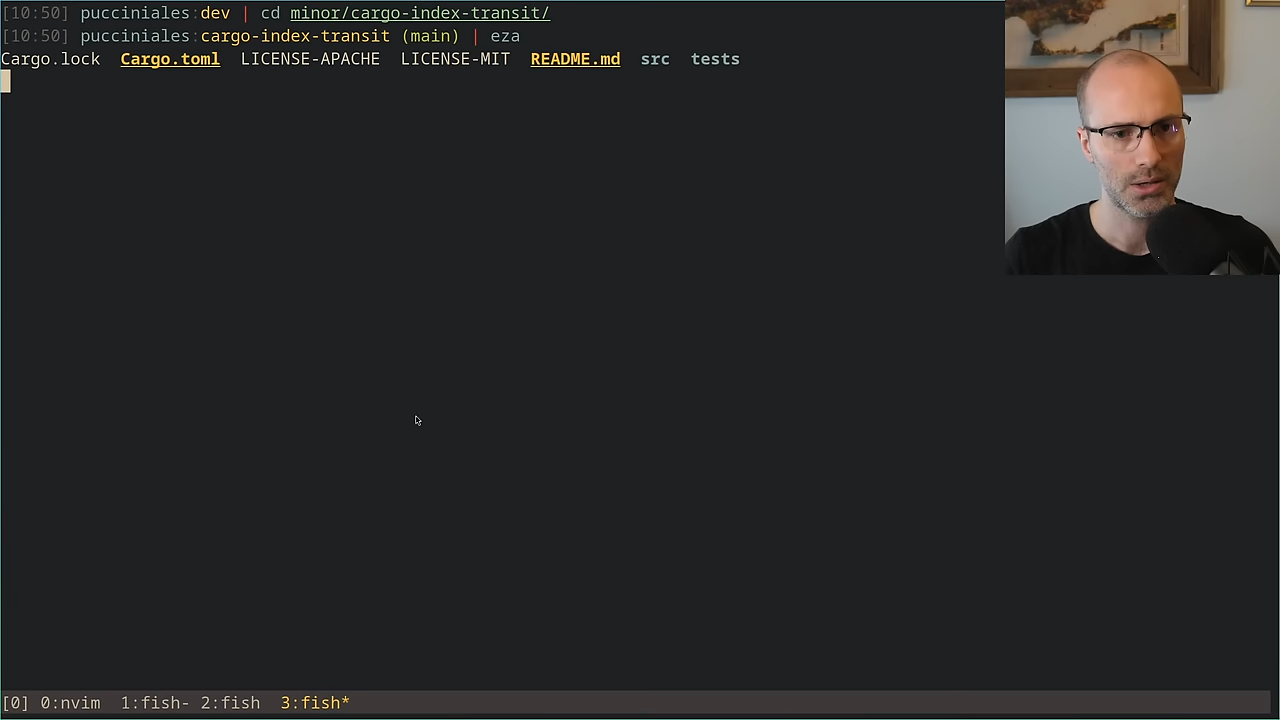 [10:50] pucciniales:dev | cd minor/cargo-index-transit/
[10:50] pucciniales:cargo-index-transit (main) | eza
Cargo.lock  Cargo.toml  LICENSE-APACHE  LICENSE-MIT  README.md  src  tests
[0] 0:nvim  1:fish- 2:fish  3:fish*